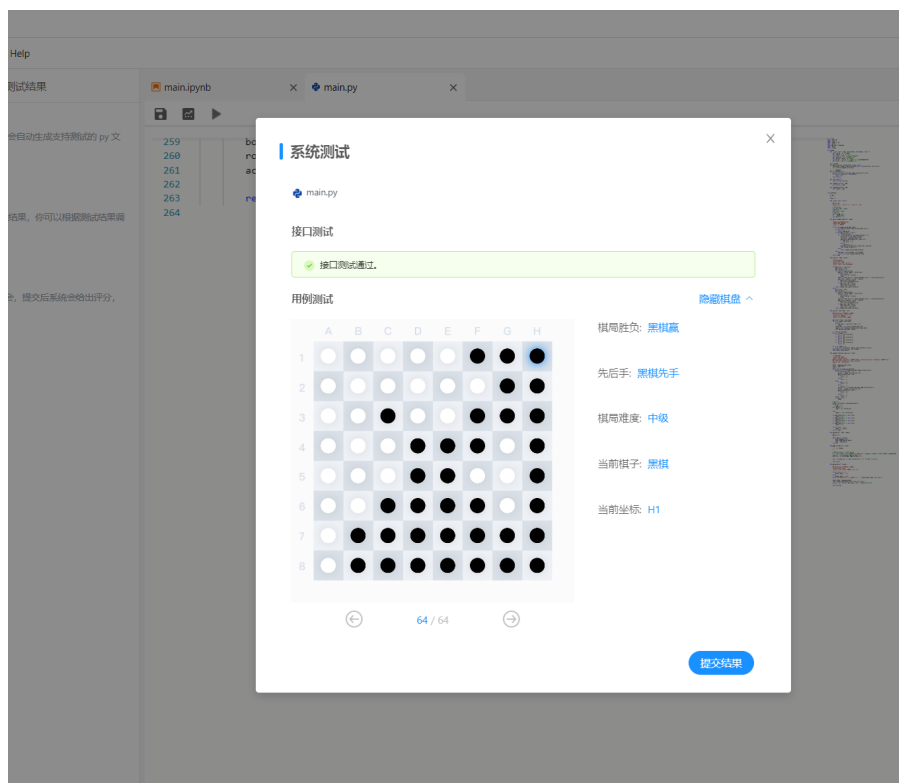 Help
测试结果
main.ipynb
main.py
会自动生成支持测试的 py 文
结果，你可以根据测试结果编
会，提交后系统会给出评分，
259
bo
260
ro
261
ac
262
263
re
264
系统测试
main.py
接口测试
接口测试通过。
用例测试
隐藏棋盘
A B C D E F G H
1
2
3
4
5
6
7
8
棋局胜负: 黑棋赢
先后手: 黑棋先手
棋局难度: 中级
当前棋子: 黑棋
当前坐标: H1
64 / 64
提交结果